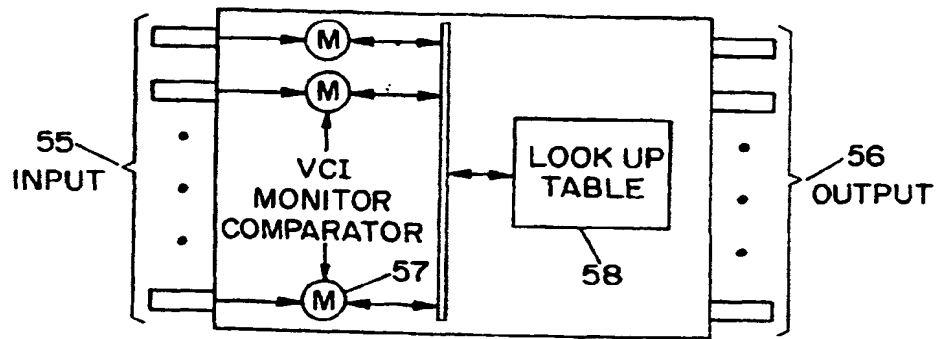 M
M
55
INPUT
VCI
MONITOR
COMPARATOR
57
M
LOOK UP
TABLE
58
56
OUTPUT